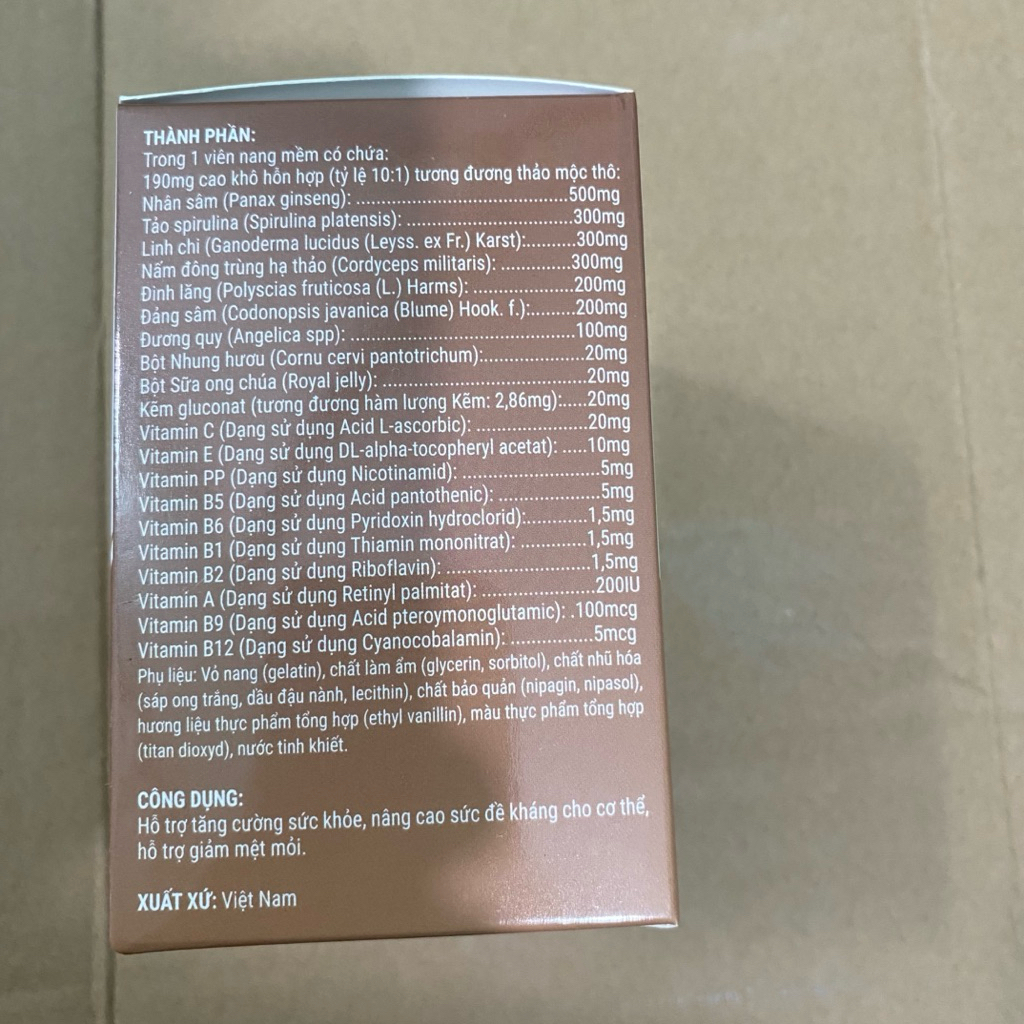 THÀNH PHẦN:
Trong 1 viên nang mềm có chứa:
190mg cao khô hỗn hợp (tỷ lệ 10:1) tương đương thảo mộc thô:
Nhân sâm (Panax ginseng): ........................................500mg
Tảo spirulina (Spirulina platensis): ..............................300mg
Linh chi (Ganoderma lucidus (Leyss. ex Fr.) Karst):..........300mg
Nấm đông trùng hạ thảo (Cordyceps militaris): .............300mg
Đinh lăng (Polyscias fruticosa (L.) Harms): ....................200mg
Đảng sâm (Codonopsis javanica (Blume) Hook. f.):.........200mg
Đương quy (Angelica spp): ...........................................100mg
Bột Nhung hươu (Cornu cervi pantotrichum):...................20mg
Bột Sữa ong chúa (Royal jelly): ......................................20mg
Kẽm gluconat (tương đương hàm lượng Kẽm: 2,86mg):.....20mg
Vitamin C (Dạng sử dụng Acid L-ascorbic): ....................20mg
Vitamin E (Dạng sử dụng DL-alpha-tocopheryl acetat): .....10mg
Vitamin PP (Dạng sử dụng Nicotinamid): .........................5mg
Vitamin B5 (Dạng sử dụng Acid pantothenic): ...................5mg
Vitamin B6 (Dạng sử dụng Pyridoxin hydroclorid):............1,5mg
Vitamin B1 (Dạng sử dụng Thiamin mononitrat): .............1,5mg
Vitamin B2 (Dạng sử dụng Riboflavin): ..........................1,5mg
Vitamin A (Dạng sử dụng Retinyl palmitat): .....................200IU
Vitamin B9 (Dạng sử dụng Acid pteroymonoglutamic): .100mcg
Vitamin B12 (Dạng sử dụng Cyanocobalamin): ...............5mcg
Phụ liệu: Vỏ nang (gelatin), chất làm ẩm (glycerin, sorbitol), chất nhũ hóa
(sáp ong trắng, dầu đậu nành, lecithin), chất bảo quản (nipagin, nipasol),
hương liệu thực phẩm tổng hợp (ethyl vanillin), màu thực phẩm tổng hợp
(titan dioxyd), nước tinh khiết.
CÔNG DỤNG:
Hỗ trợ tăng cường sức khỏe, nâng cao sức đề kháng cho cơ thể,
hỗ trợ giảm mệt mỏi.
XUẤT XỨ: Việt Nam